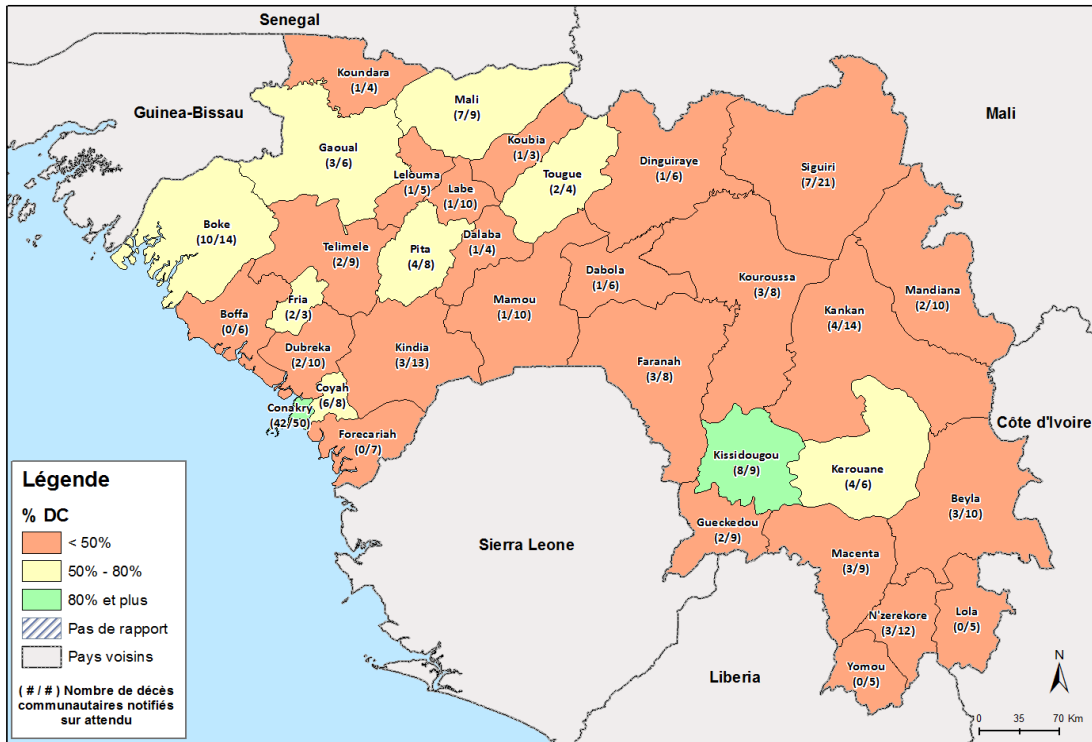 Senegal
Koundara
(1/4)
Guinea-Bissau
Mali
(7/9)
Mali
Gaoual
(3/6)
Koubia
(1/3)
Lelouma
(1/5)
Labe
(1/10)
Tougue
(2/4)
Dinguiraye
(1/6)
Siguiri
(7/21)
Boke
(10/14)
Telimele
(2/9)
Pita
(4/8)
Dalaba
(1/4)
Dabola
(1/6)
Kouroussa
(3/8)
Mandiana
(2/10)
Fria
(2/3)
Boffa
(0/6)
Mamou
(1/10)
Kankan
(4/14)
Dubreka
(2/10)
Kindia
(3/13)
Faranah
(3/8)
Coyah
(6/8)
Conakry
(42/50)
Forecariah
(0/7)
Côte d'Ivoire
Kissidougou
(8/9)
Kerouane
(4/6)
Beyla
(3/10)
Gueckedou
(2/9)
Sierra Leone
Macenta
(3/9)
N'zerekore
(3/12)
Lola
(0/5)
Yomou
(0/5)
Liberia
Légende
% DC
< 50%
50% - 80%
80% et plus
Pas de rapport
Pays voisins
( # / # ) Nombre de décès
communautaires notifiés
sur attendu
N
0 35 70 Km